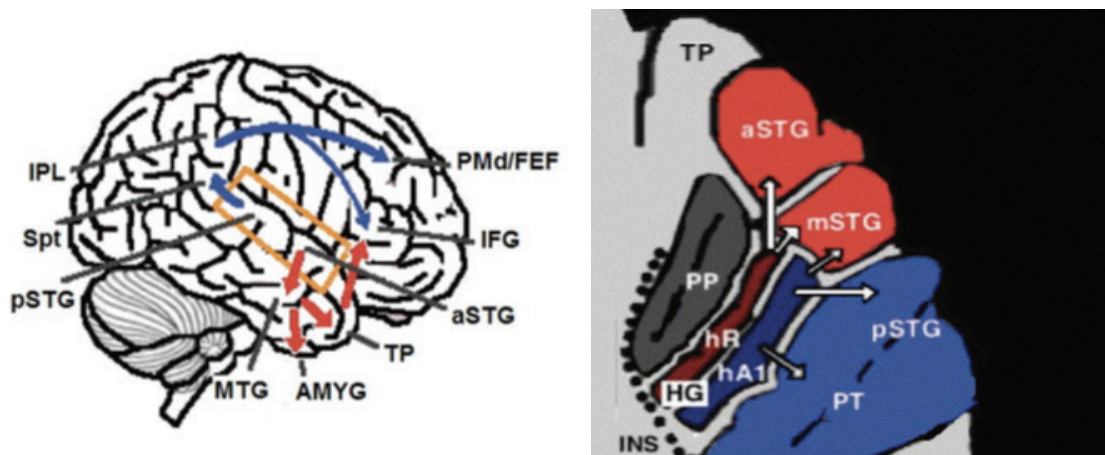 IPL
PMd/FEF
Spt
IFG
pSTG
aSTG
TP
MTG
AMYG
TP
aSTG
mSTG
PP
pSTG
hR
hA1
HG
PT
INS